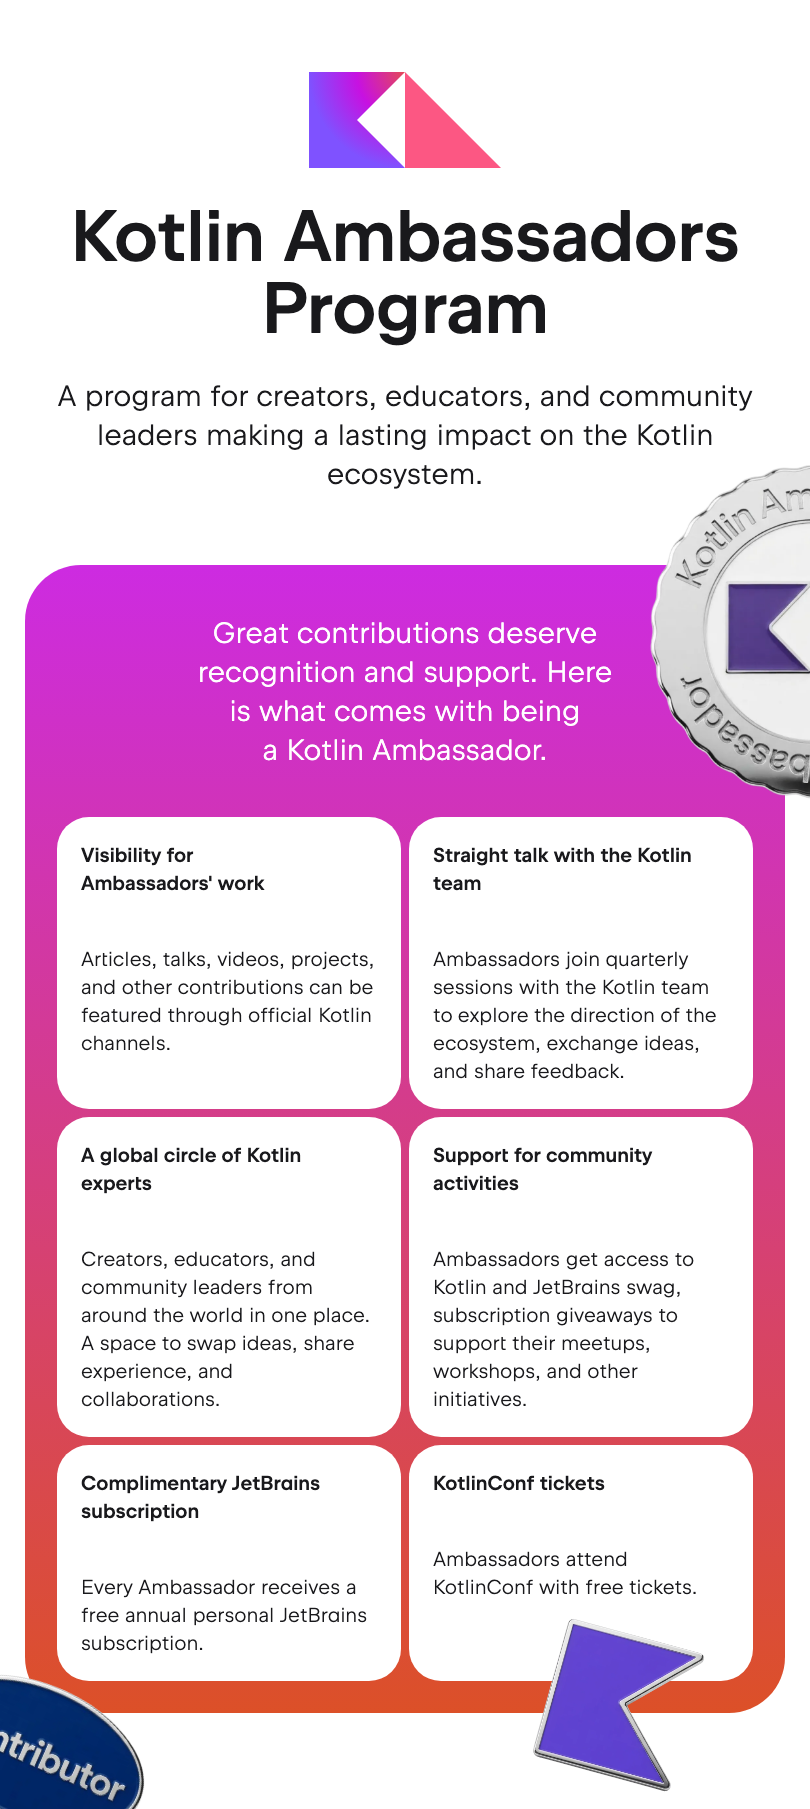 Kotlin Ambassadors
Program
A program for creators, educators, and community
leaders making a lasting impact on the Kotlin
ecosystem.
Kotlin Am
Great contributions deserve
recognition and support. Here
is what comes with being
a Kotlin Ambassador.
bassador
Visibility for
Ambassadors' work
Articles, talks, videos, projects,
and other contributions can be
featured through official Kotlin
channels.
Straight talk with the Kotlin
team
Ambassadors join quarterly
sessions with the Kotlin team
to explore the direction of the
ecosystem, exchange ideas,
and share feedback.
A global circle of Kotlin
experts
Creators, educators, and
community leaders from
around the world in one place.
A space to swap ideas, share
experience, and
collaborations.
Support for community
activities
Ambassadors get access to
Kotlin and JetBrains swag,
subscription giveaways to
support their meetups,
workshops, and other
initiatives.
Complimentary JetBrains
subscription
Every Ambassador receives a
free annual personal JetBrains
subscription.
KotlinConf tickets
Ambassadors attend
KotlinConf with free tickets.
ntributor